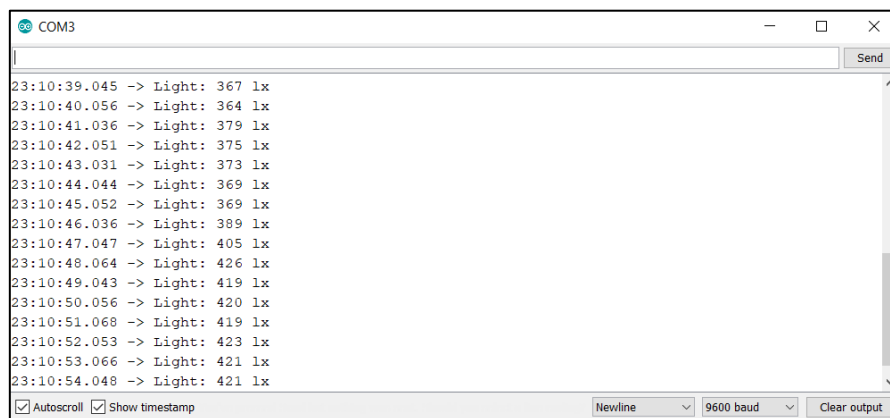 COM3
Send
23:10:39.045 -> Light: 367 lx
23:10:40.056 -> Light: 364 lx
23:10:41.036 -> Light: 379 lx
23:10:42.051 -> Light: 375 lx
23:10:43.031 -> Light: 373 lx
23:10:44.044 -> Light: 369 lx
23:10:45.052 -> Light: 369 lx
23:10:46.036 -> Light: 389 lx
23:10:47.047 -> Light: 405 lx
23:10:48.064 -> Light: 426 lx
23:10:49.043 -> Light: 419 lx
23:10:50.056 -> Light: 420 lx
23:10:51.068 -> Light: 419 lx
23:10:52.053 -> Light: 423 lx
23:10:53.066 -> Light: 421 lx
23:10:54.048 -> Light: 421 lx
Autoscroll Show timestamp Newline 9600 baud Clear output